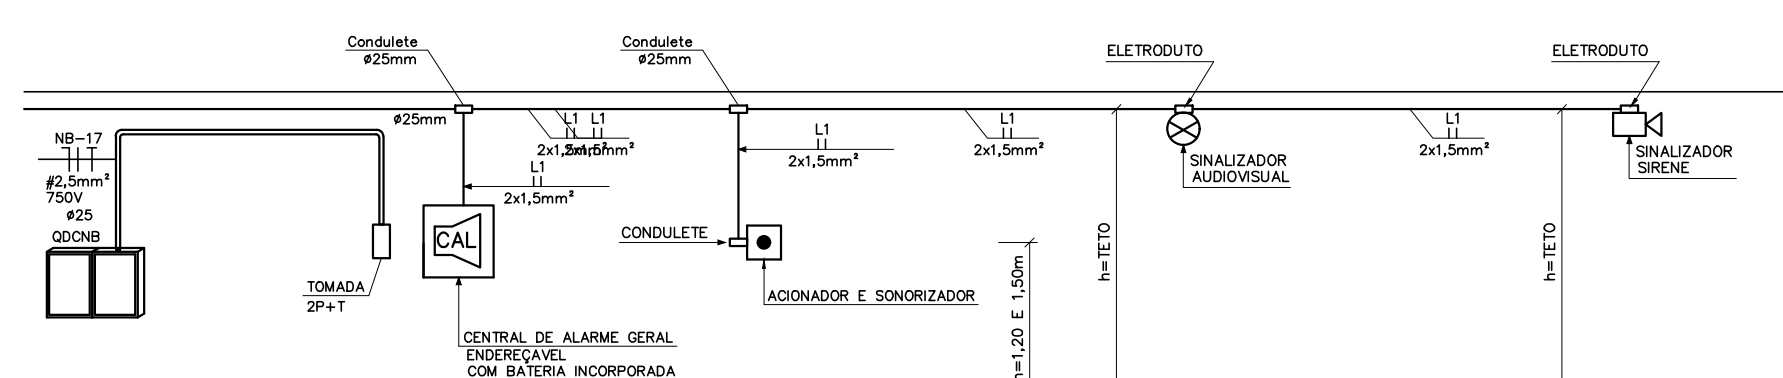 Condulete
ø25mm
Condulete
ø25mm
ELETRODUTO
ELETRODUTO
ø25mm
L1
L1
2x1,5mm²
2x1,5mm²
L1
2x1,5mm²
L1
2x1,5mm²
L1
2x1,5mm²
L1
2x1,5mm²
NB-17
#2,5mm²
750V
ø25
QDCNB
TOMADA
2P+T
CAL
CENTRAL DE ALARME GERAL
ENDEREÇAVEL
COM BATERIA INCORPORADA
CONDULETE
ACIONADOR E SONORIZADOR
h=1,20 E 1,50m
h=TETO
SINALIZADOR
AUDIOVISUAL
h=TETO
SINALIZADOR
SIRENE